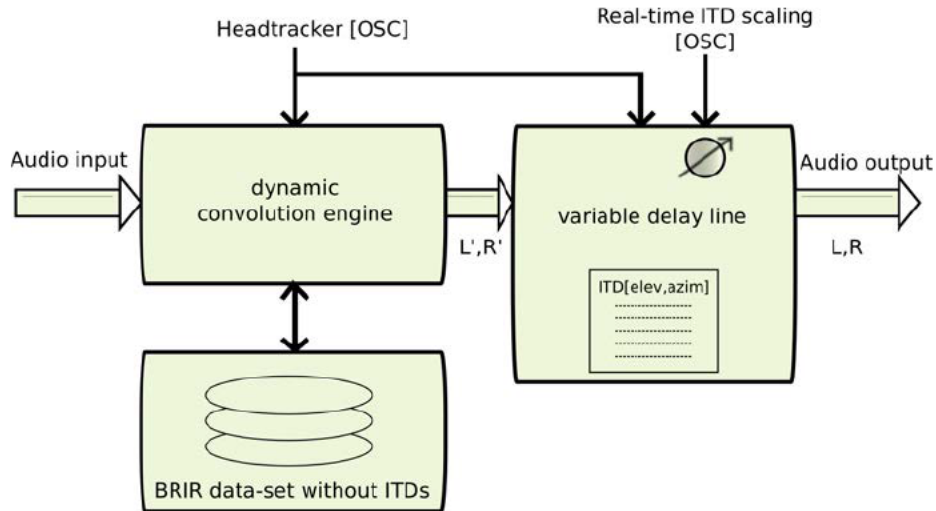 Headtracker [OSC]
Real-time ITD scaling
[OSC]
Audio input
dynamic
convolution engine
L',R'
variable delay line
Audio output
L,R
ITD[elev,azim]
BRIR data-set without ITDs